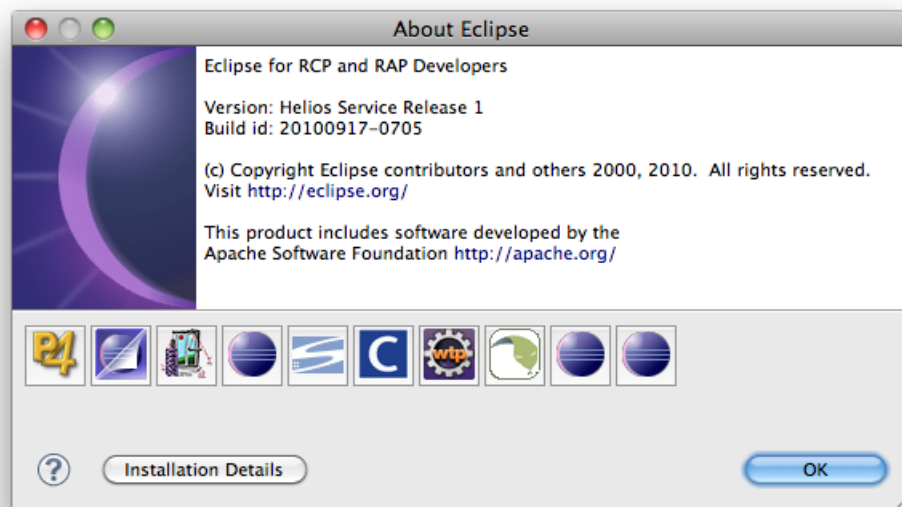 About Eclipse
Eclipse for RCP and RAP Developers
Version: Helios Service Release 1
Build id: 20100917-0705
(c) Copyright Eclipse contributors and others 2000, 2010.  All rights reserved.
Visit http://eclipse.org/
This product includes software developed by the
Apache Software Foundation http://apache.org/
P4
C
wtp
?
Installation Details
OK